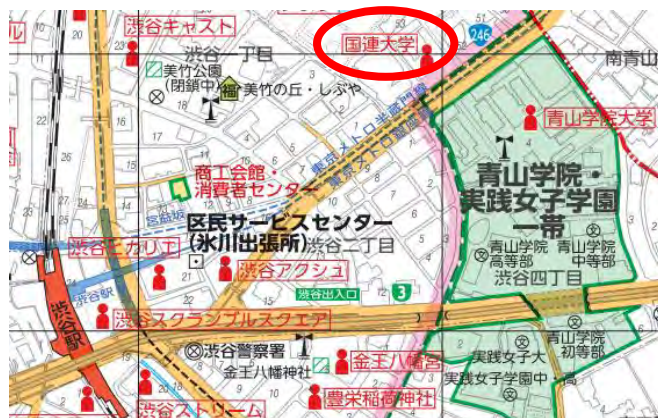 渋谷キャスト
渋谷一丁目
美竹公園
(閉鎖中)
福
美竹の丘・しぶや
国連大学
246
南青山
青山学院大学
東京メトロ半蔵門線
東京メトロ銀座線
商工会館・
消費者センター
宮益坂
区民サービスセンター
(氷川出張所)
渋谷二丁目
青山学院・
実践女子学園
一帯
青山学院
高等部
青山学院
中等部
渋谷四丁目
渋谷ヒカリエ
渋谷アクシュ
渋谷出入口
3
渋谷駅
渋谷駅
渋谷スクランブルスクエア
渋谷警察署
金王八幡神社
金王八幡宮
豊栄稲荷神社
渋谷ストリーム
青山学院
初等部
実践女子大
実践女子学園中・高